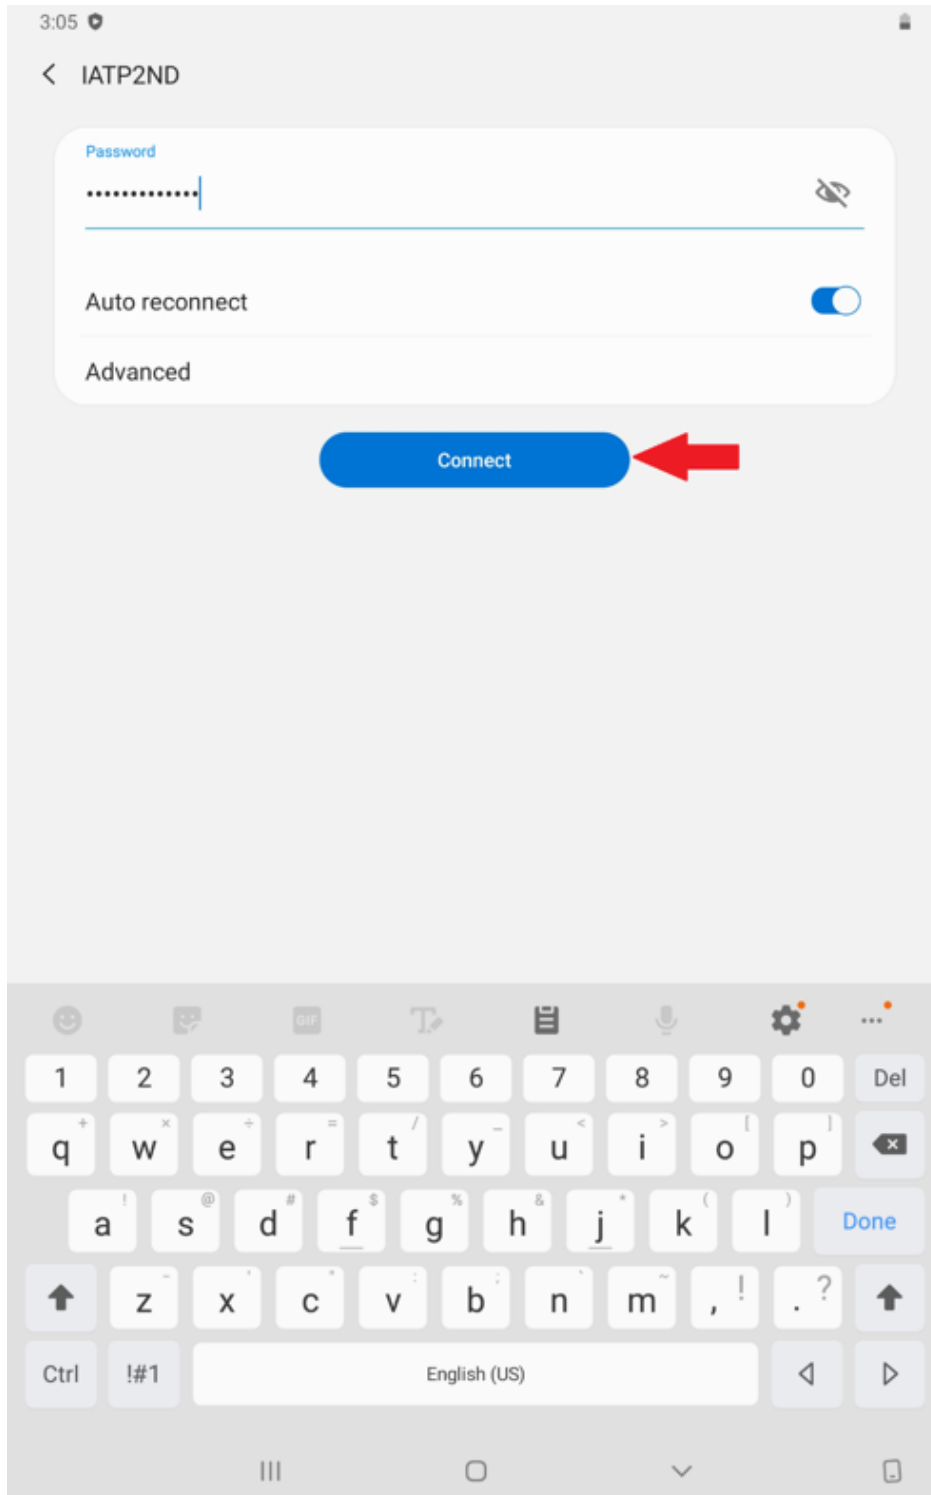 3:05
IATP2ND
Password
•••••••••••••
Auto reconnect
Advanced
Connect
GIF
1 2 3 4 5 6 7 8 9 0 Del
q + w × e ÷ r = t / y _ u < i > o [ p ]
a ! s @ d # f $ g % h & j * k ( l ) Done
z - x ' c " v : b ; n ` m ~ , ! . ?
Ctrl !#1 English (US)